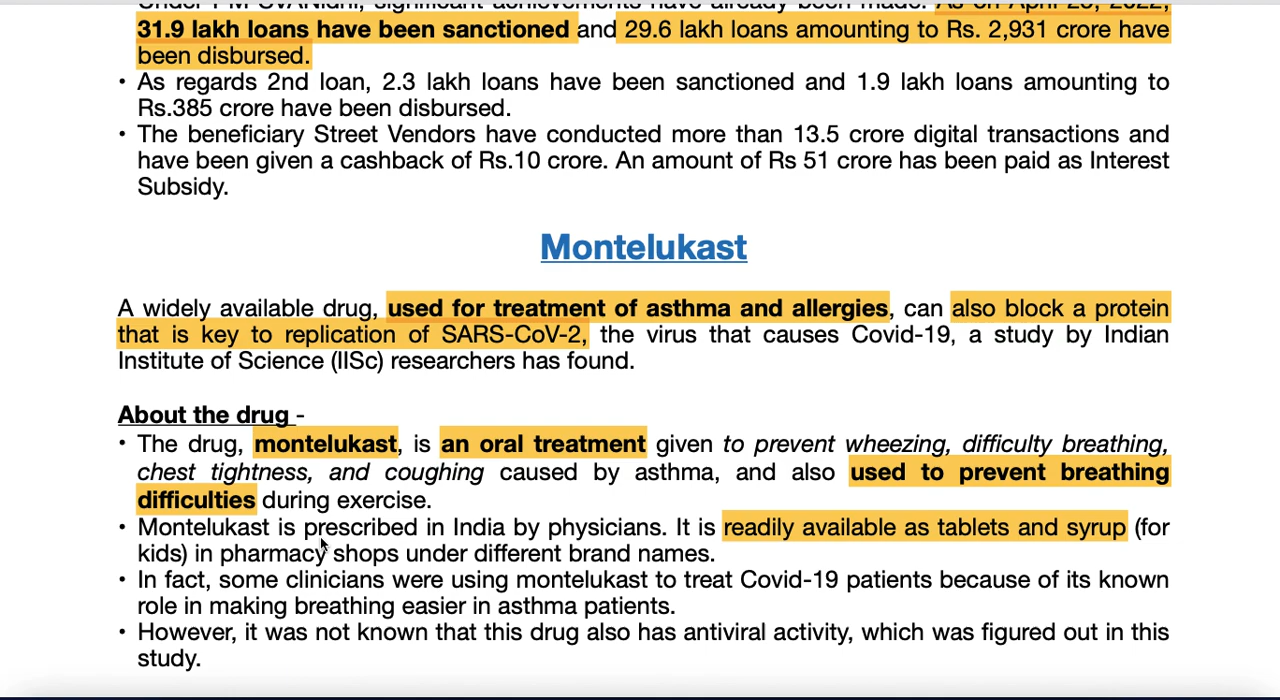 31.9 lakh loans have been sanctioned and 29.6 lakh loans amounting to Rs. 2,931 crore have
been disbursed.
• As regards 2nd loan, 2.3 lakh loans have been sanctioned and 1.9 lakh loans amounting to
Rs.385 crore have been disbursed.
• The beneficiary Street Vendors have conducted more than 13.5 crore digital transactions and
have been given a cashback of Rs.10 crore. An amount of Rs 51 crore has been paid as Interest
Subsidy.
Montelukast
A widely available drug, used for treatment of asthma and allergies, can also block a protein
that is key to replication of SARS-CoV-2, the virus that causes Covid-19, a study by Indian
Institute of Science (IISc) researchers has found.
About the drug -
• The drug, montelukast, is an oral treatment given to prevent wheezing, difficulty breathing,
chest tightness, and coughing caused by asthma, and also used to prevent breathing
difficulties during exercise.
• Montelukast is prescribed in India by physicians. It is readily available as tablets and syrup (for
kids) in pharmacy shops under different brand names.
• In fact, some clinicians were using montelukast to treat Covid-19 patients because of its known
role in making breathing easier in asthma patients.
• However, it was not known that this drug also has antiviral activity, which was figured out in this
study.